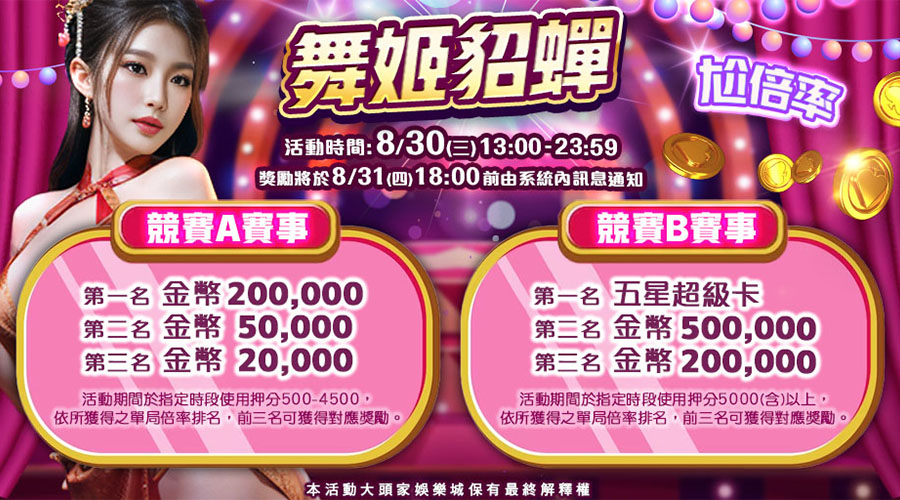 舞姬貂蟬
尬倍率
活動時間:8/30(三)13:00-23:59
獎勵將於8/31(四)18:00前由系統內訊息通知
競賽A賽事
第一名 金幣 200,000
第二名 金幣 50,000
第三名 金幣 20,000
活動期間於指定時段使用押分500-4500，
依所獲得之單局倍率排名，前三名可獲得對應獎勵。
競賽B賽事
第一名 五星超級卡
第二名 金幣 500,000
第三名 金幣 200,000
活動期間於指定時段使用押分5000(含)以上，
依所獲得之單局倍率排名，前三名可獲得對應獎勵。
本活動大頭家娛樂城保有最終解釋權